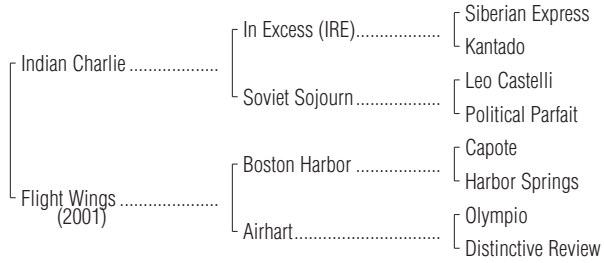 Siberian Express
In Excess (IRE)...................
Kantado
Indian Charlie ....................
Leo Castelli
Soviet Sojourn ...................
Political Parfait
Capote
Boston Harbor ...................
Harbor Springs
Flight Wings ......................
(2001)
Olympio
Airhart.................................
Distinctive Review